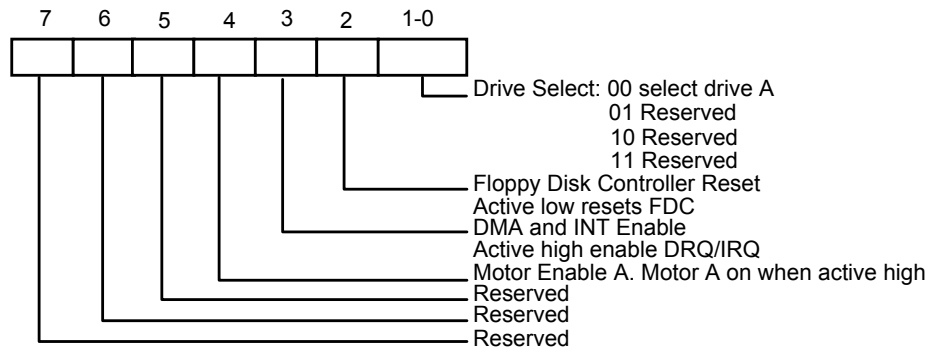 7 6 5 4 3 2 1-0
Drive Select: 00 select drive A
01 Reserved
10 Reserved
11 Reserved
Floppy Disk Controller Reset
Active low resets FDC
DMA and INT Enable
Active high enable DRQ/IRQ
Motor Enable A. Motor A on when active high
Reserved
Reserved
Reserved